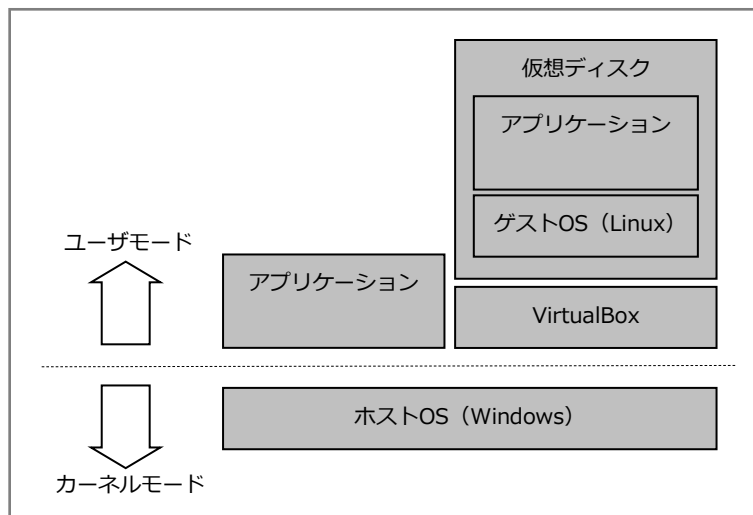 仮想ディスク
アプリケーション
ゲストOS（Linux）
ユーザモード
アプリケーション
VirtualBox
ホストOS（Windows）
カーネルモード